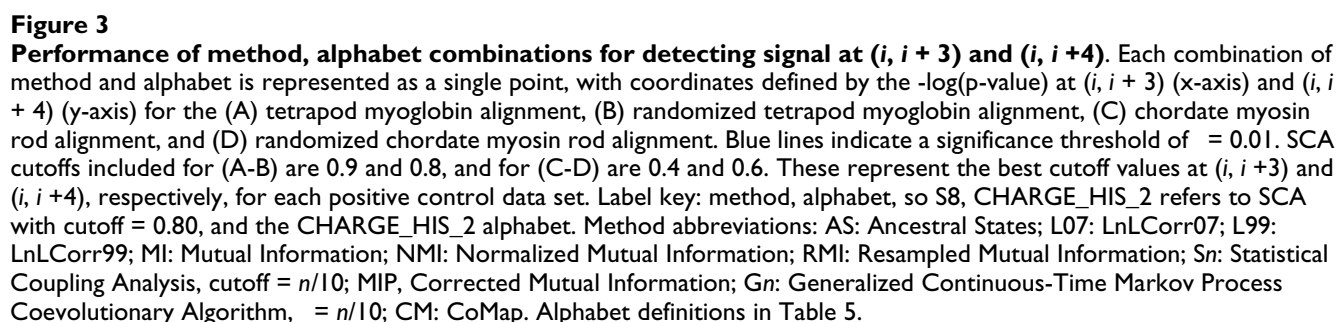 Figure 3
Performance of method, alphabet combinations for detecting signal at (i, i + 3) and (i, i +4). Each combination of
method and alphabet is represented as a single point, with coordinates defined by the -log(p-value) at (i, i + 3) (x-axis) and (i, i
+ 4) (y-axis) for the (A) tetrapod myoglobin alignment, (B) randomized tetrapod myoglobin alignment, (C) chordate myosin
rod alignment, and (D) randomized chordate myosin rod alignment. Blue lines indicate a significance threshold of = 0.01. SCA
cutoffs included for (A-B) are 0.9 and 0.8, and for (C-D) are 0.4 and 0.6. These represent the best cutoff values at (i, i +3) and
(i, i +4), respectively, for each positive control data set. Label key: method, alphabet, so S8, CHARGE_HIS_2 refers to SCA
with cutoff = 0.80, and the CHARGE_HIS_2 alphabet. Method abbreviations: AS: Ancestral States; L07: LnLCorr07; L99:
LnLCorr99; MI: Mutual Information; NMI: Normalized Mutual Information; RMI: Resampled Mutual Information; Sn: Statistical
Coupling Analysis, cutoff = n/10; MIP, Corrected Mutual Information; Gn: Generalized Continuous-Time Markov Process
Coevolutionary Algorithm, = n/10; CM: CoMap. Alphabet definitions in Table 5.